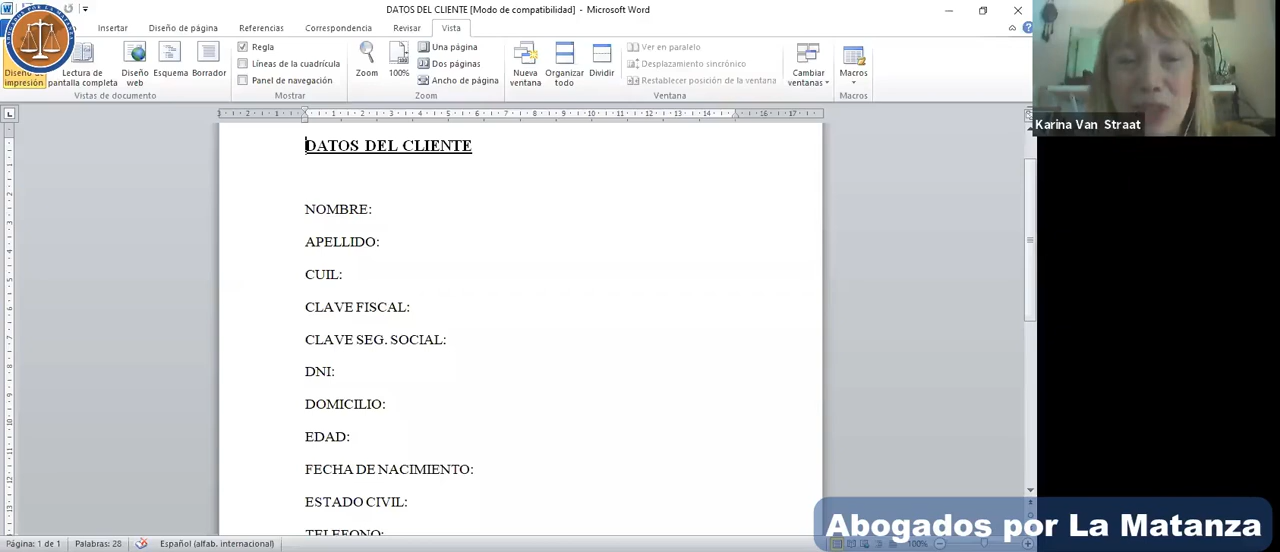 DATOS DEL CLIENTE [Modo de compatibilidad] - Microsoft Word
Insertar Diseño de página Referencias Correspondencia Revisar Vista
Diseño de impresión
Lectura de pantalla completa
Diseño web
Esquema
Borrador
Vistas de documento
Regla
Líneas de la cuadrícula
Panel de navegación
Mostrar
Zoom
100%
Una página
Dos páginas
Ancho de página
Zoom
Nueva ventana
Organizar todo
Dividir
Ver en paralelo
Desplazamiento sincrónico
Restablecer posición de la ventana
Ventana
Cambiar ventanas
Macros
Macros
Karina Van Straat
DATOS DEL CLIENTE
NOMBRE:
APELLIDO:
CUIL:
CLAVE FISCAL:
CLAVE SEG. SOCIAL:
DNI:
DOMICILIO:
EDAD:
FECHA DE NACIMIENTO:
ESTADO CIVIL:
TELEFONO:
Abogados por La Matanza
Página: 1 de 1 Palabras: 28 Español (alfab. internacional) 100%